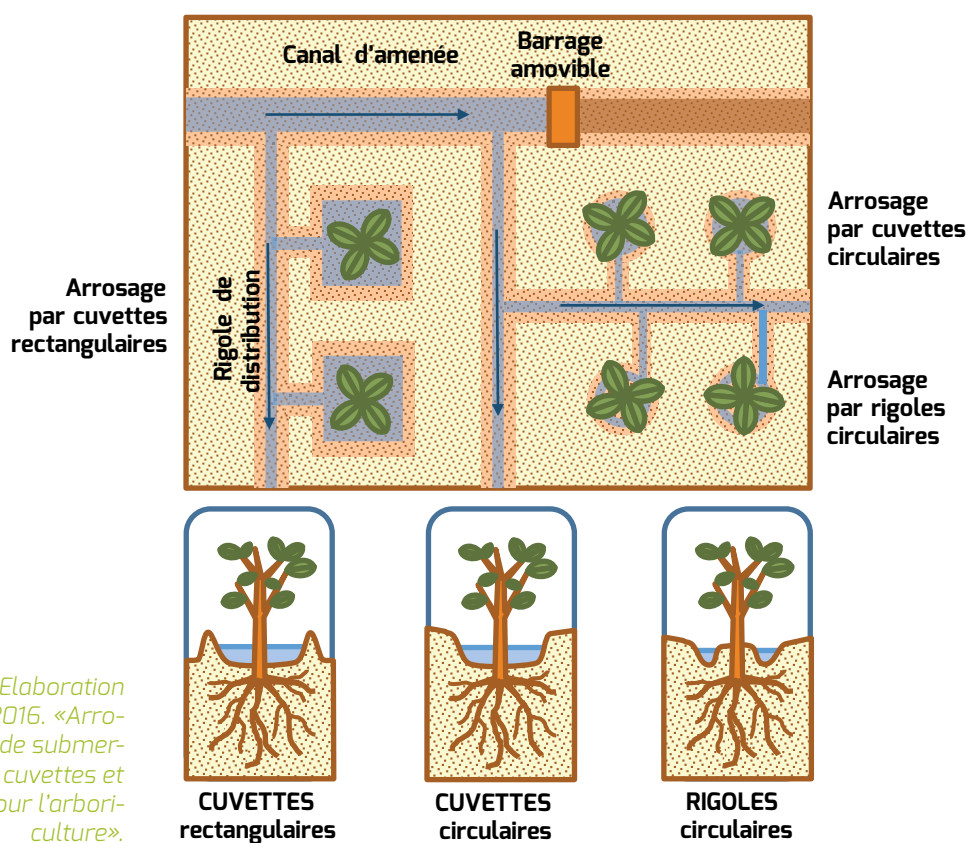 Canal d'amenée
Barrage
amovible
Arrosage
par cuvettes
circulaires
Arrosage
par cuvettes
rectangulaires
Rigole de
distribution
Arrosage
par rigoles
circulaires
CUVETTES
rectangulaires
CUVETTES
circulaires
RIGOLES
circulaires
Elaboration
2016. «Arro-
de submer-
cuvettes et
our l'arbori-
culture».